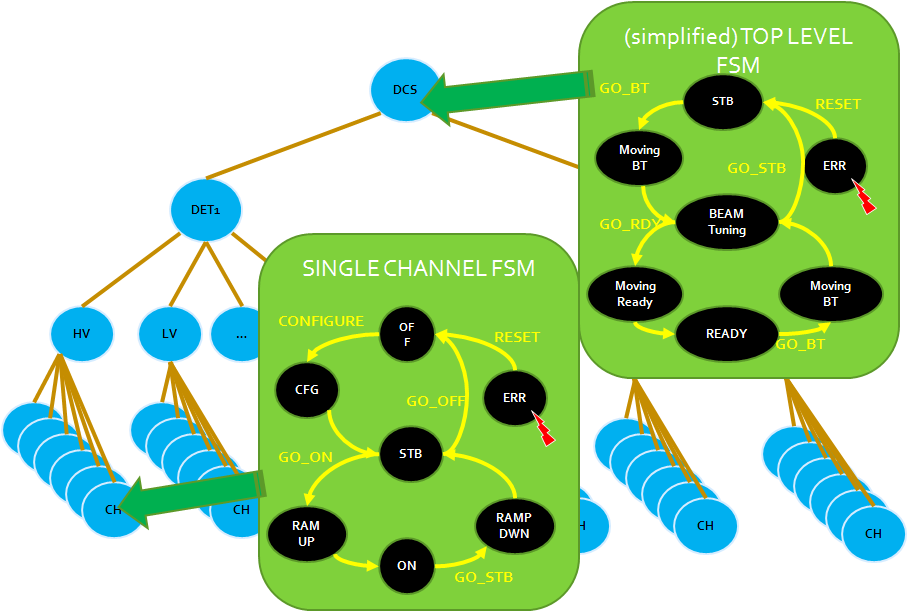 (simplified) TOP LEVEL
FSM
GO_BT
STB
RESET
Moving
BT
GO_STB
ERR
GO_RDY
BEAM
Tuning
Moving
Ready
Moving
BT
READY
GO_BT
DCS
DET1
HV
LV
...
CH
CH
H
CH
CH
SINGLE CHANNEL FSM
CONFIGURE
OF
F
RESET
CFG
GO_OFF
ERR
GO_ON
STB
RAM
UP
RAMP
DWN
ON
GO_STB